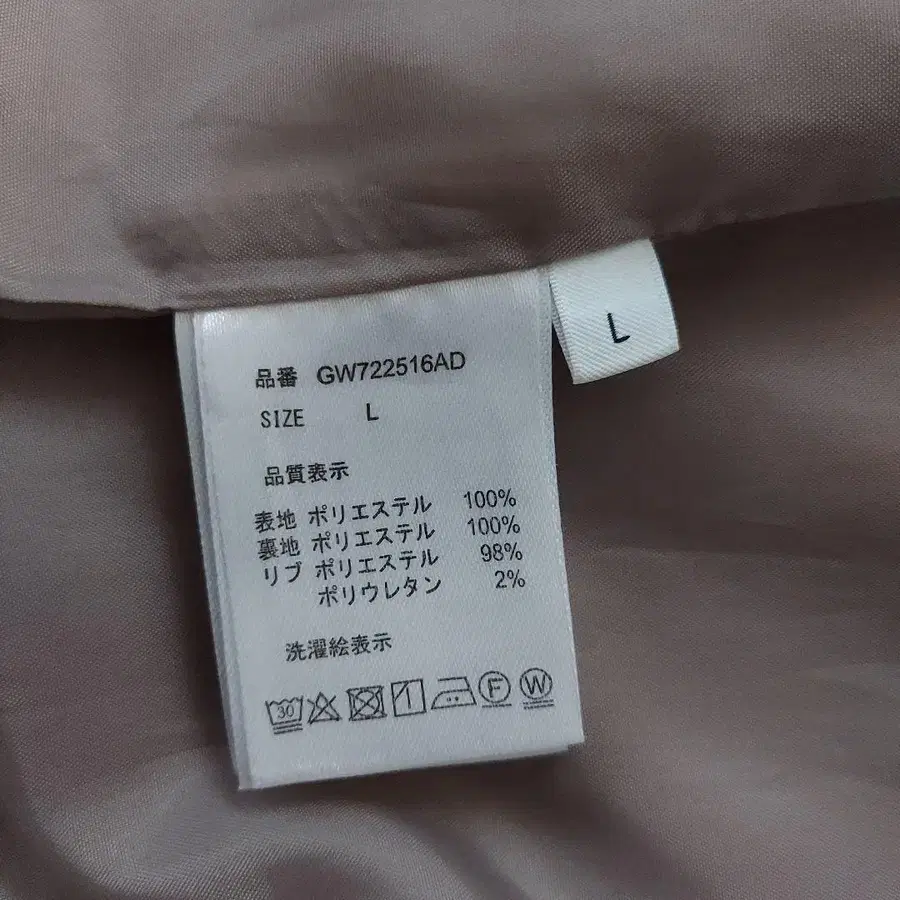 品番 GW722516AD
SIZE L
品質表示
表地 ポリエステル 100%
裏地 ポリエステル 100%
リブ ポリエステル 98%
ポリウレタン 2%
洗濯絵表示
30 F W
L